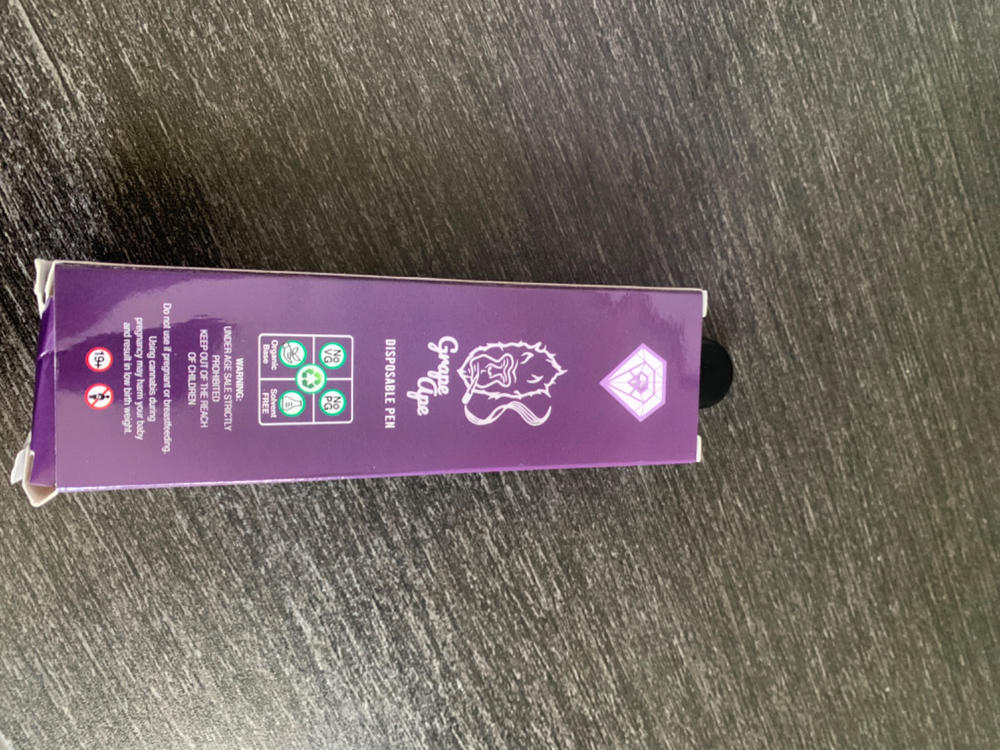 Grape
Ape
DISPOSABLE PEN
No
VG
No
PG
Organic
Base
Solvent
FREE
WARNING:
UNDER AGE SALE STRICTLY
PROHIBITED
KEEP OUT OF THE REACH
OF CHILDREN
Do not use if pregnant or breastfeeding.
Using cannabis during
pregnancy may harm your baby
and result in low birth weight.
19+